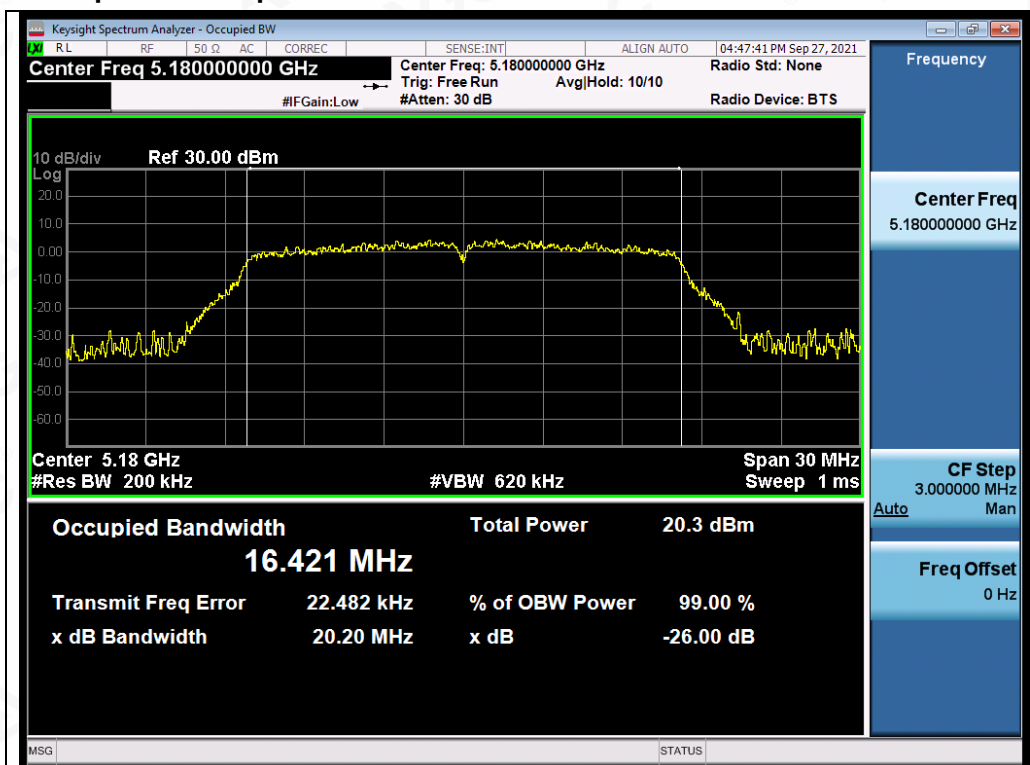 Keysight Spectrum Analyzer - Occupied BW
LXI RL RF 50 Ω AC CORREC SENSE:INT ALIGN AUTO 04:47:41 PM Sep 27, 2021
Center Freq 5.180000000 GHz
Center Freq: 5.180000000 GHz Radio Std: None
Trig: Free Run Avg|Hold: 10/10
#IFGain:Low #Atten: 30 dB Radio Device: BTS
10 dB/div Ref 30.00 dBm
Log
20.0
10.0
0.00
-10.0
-20.0
-30.0
-40.0
-50.0
-60.0
Center 5.18 GHz Span 30 MHz
#Res BW 200 kHz #VBW 620 kHz Sweep 1 ms
Occupied Bandwidth Total Power 20.3 dBm
16.421 MHz
Transmit Freq Error 22.482 kHz % of OBW Power 99.00 %
x dB Bandwidth 20.20 MHz x dB -26.00 dB
Frequency
Center Freq
5.180000000 GHz
CF Step
3.000000 MHz
Auto Man
Freq Offset
0 Hz
MSG STATUS